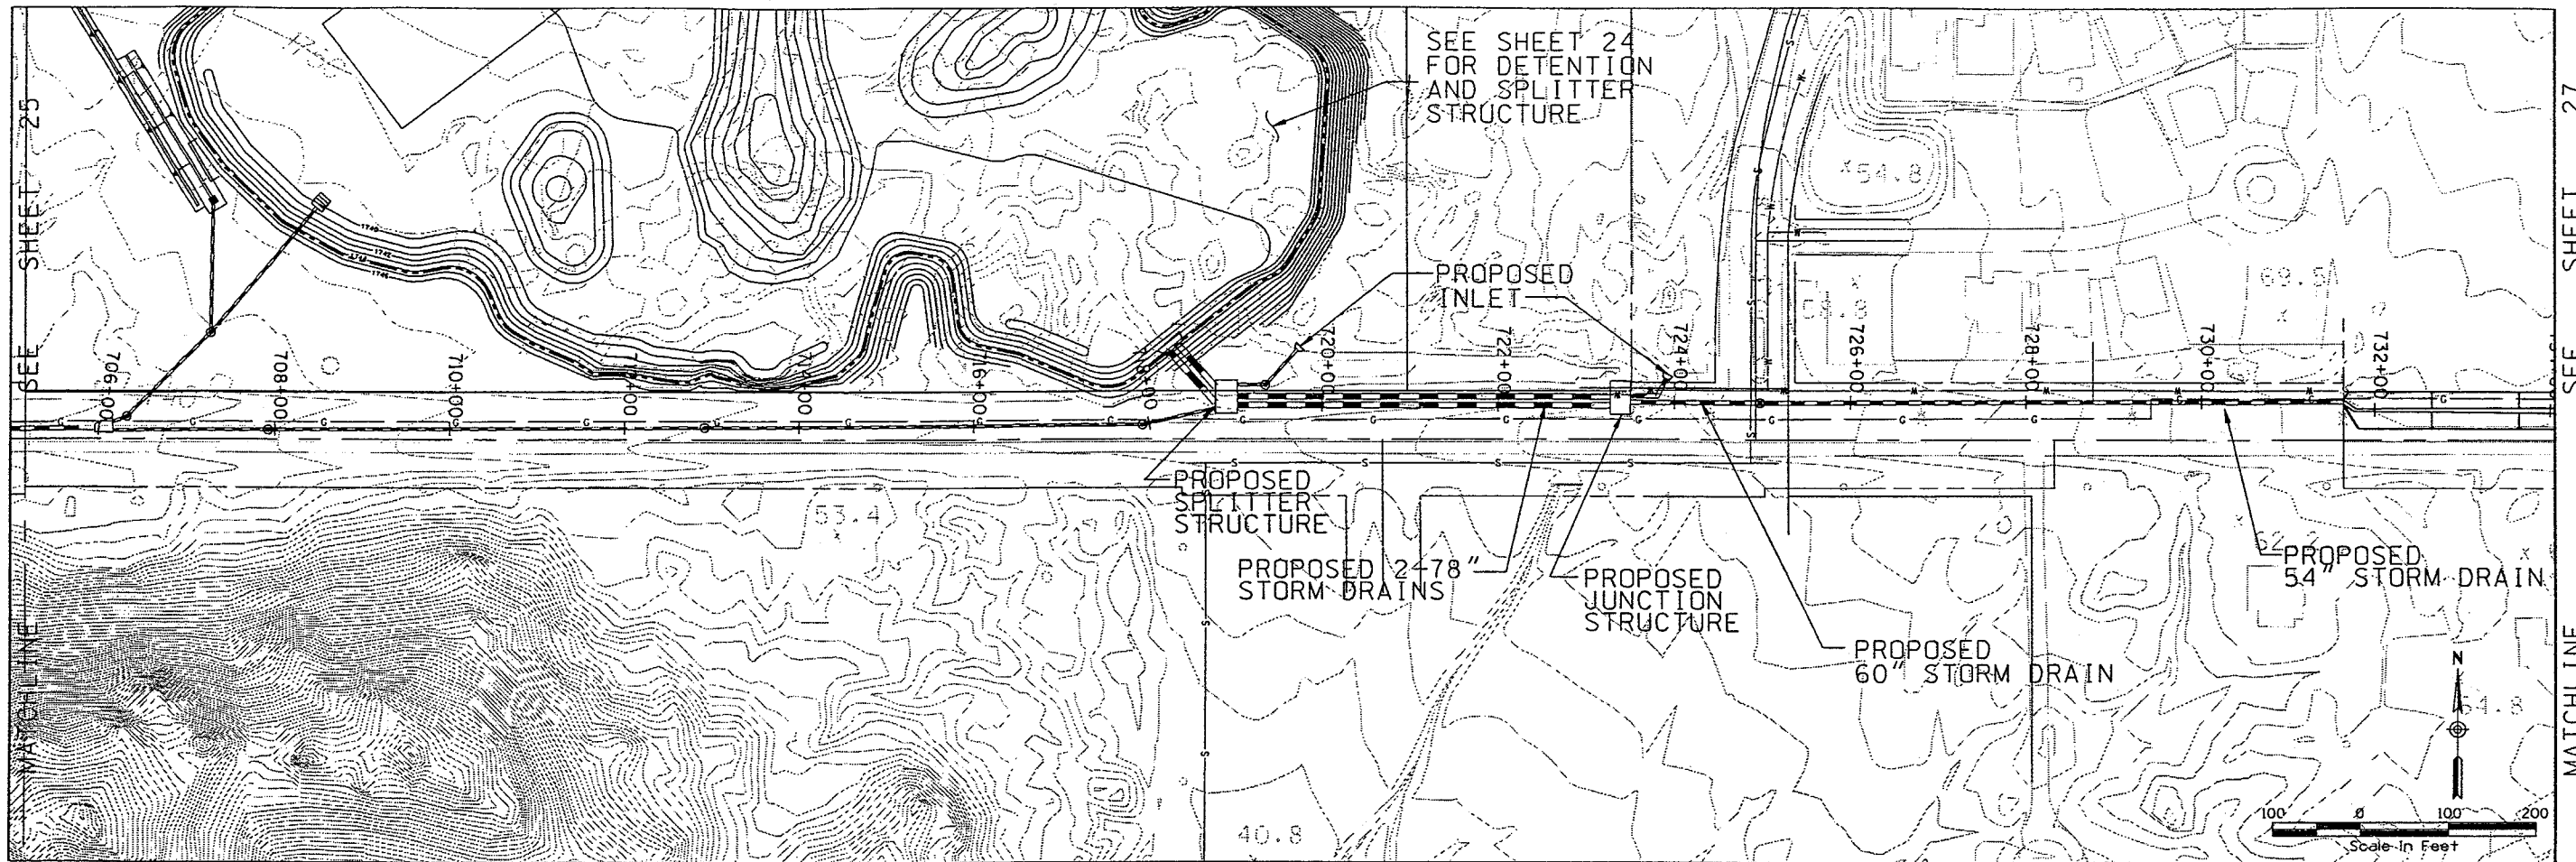 SEE SHEET 24
FOR DETENTION
AND SPLITTER
STRUCTURE
SEE SHEET 25
MATCHLINE
SEE SHEET 27
MATCHLINE
54.8
69.5
PROPOSED
INLET
706+00
708+00
710+00
716+00
720+00
722+00
724+00
726+00
728+00
730+00
732+00
PROPOSED
SPLITTER
STRUCTURE
53.4
PROPOSED 2-78"
STORM DRAINS
PROPOSED
JUNCTION
STRUCTURE
PROPOSED
60" STORM DRAIN
PROPOSED
54" STORM DRAIN
40.8
N
100 0 100 200
Scale In Feet